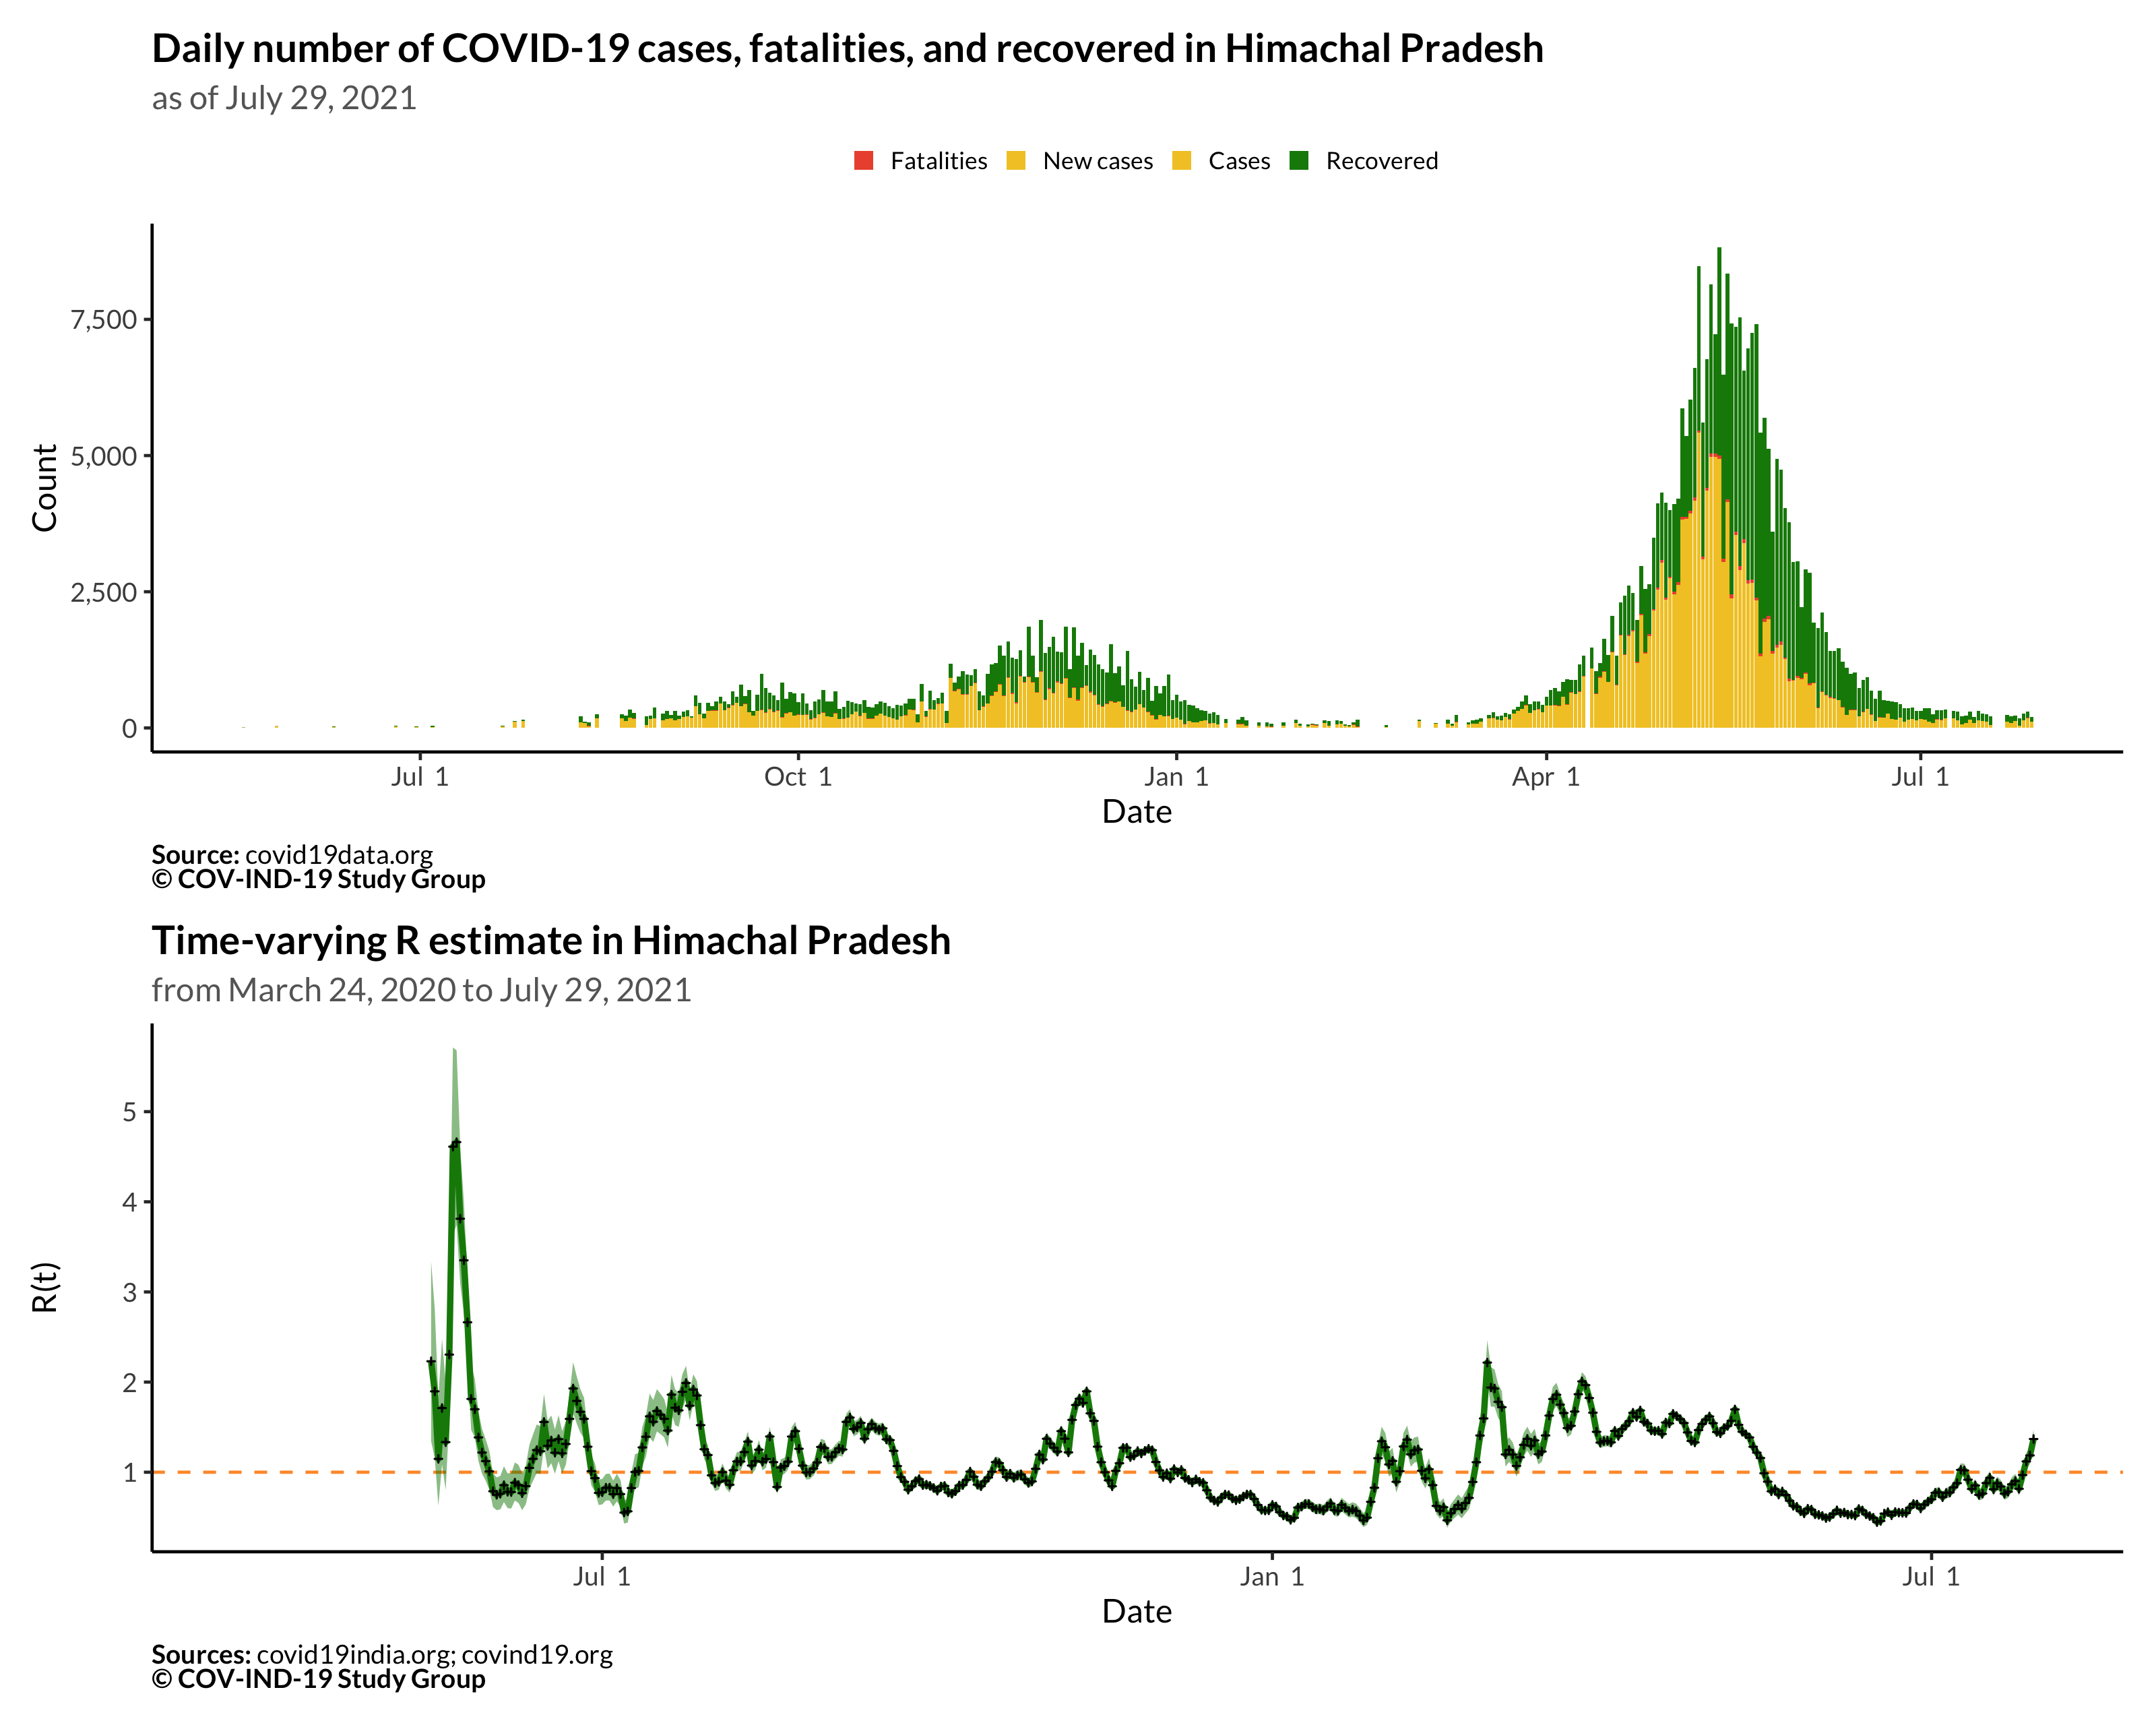 Daily number of COVID-19 cases, fatalities, and recovered in Himachal Pradesh
as of July 29, 2021
Fatalities New cases Cases Recovered
7,500
5,000
2,500
0
Count
Jul 1 Oct 1 Jan 1 Apr 1 Jul 1
Date
Source: covid19data.org
© COV-IND-19 Study Group
Time-varying R estimate in Himachal Pradesh
from March 24, 2020 to July 29, 2021
5
4
3
2
1
R(t)
Jul 1 Jan 1 Jul 1
Date
Sources: covid19india.org; covind19.org
© COV-IND-19 Study Group